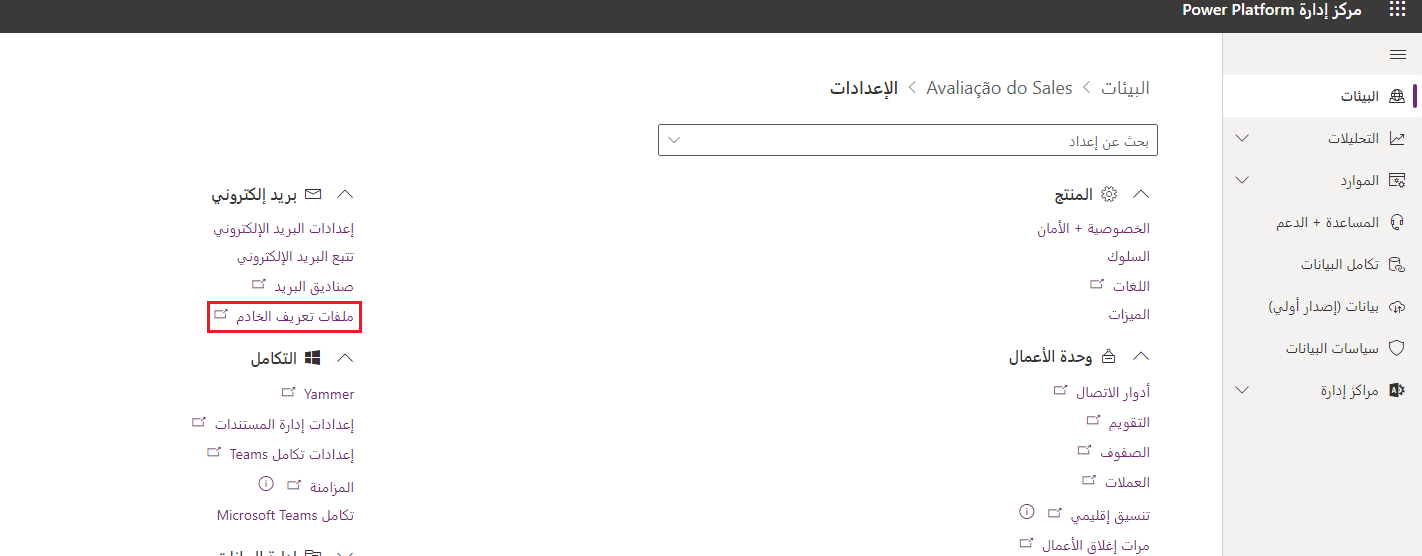 مركز إدارة Power Platform
البيئات
التحليلات
الموارد
المساعدة + الدعم
تكامل البيانات
بيانات (إصدار أولي)
سياسات البيانات
مراكز إدارة
البيئات > Avaliação do Sales > الإعدادات
بحث عن إعداد
المنتج
الخصوصية + الأمان
السلوك
اللغات
الميزات
وحدة الأعمال
أدوار الاتصال
التقويم
الصفوف
العملات
تنسيق إقليمي
مرات إغلاق الأعمال
بريد إلكتروني
إعدادات البريد الإلكتروني
تتبع البريد الإلكتروني
صناديق البريد
ملفات تعريف الخادم
التكامل
Yammer
إعدادات إدارة المستندات
إعدادات تكامل Teams
المزامنة
تكامل Microsoft Teams